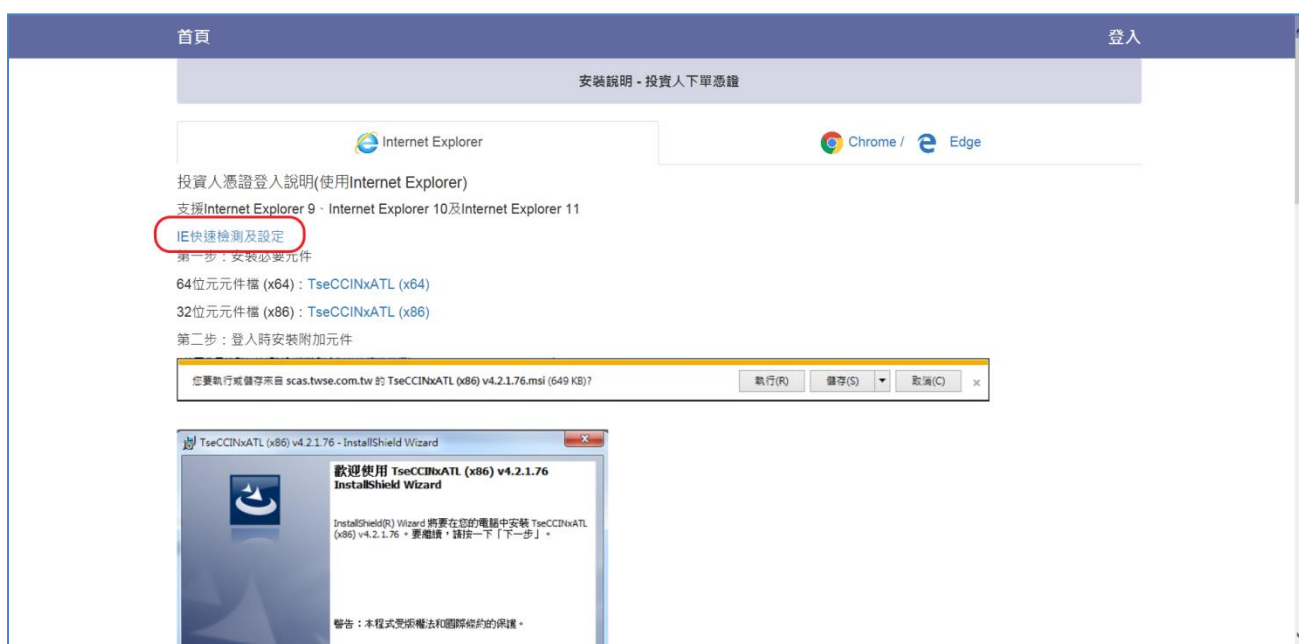 首頁
登入
安裝說明 - 投資人下單憑證
Internet Explorer
Chrome / Edge
投資人憑證登入說明(使用Internet Explorer)
支援Internet Explorer 9、Internet Explorer 10及Internet Explorer 11
IE快速檢測及設定
第一步：安裝必要元件
64位元元件檔 (x64)：TseCCINxATL (x64)
32位元元件檔 (x86)：TseCCINxATL (x86)
第二步：登入時安裝附加元件
您要執行或儲存來自 scas.twse.com.tw 的 TseCCINxATL (x86) v4.2.1.76.msi (649 KB)?
執行(R)
儲存(S)
取消(C)
TseCCINxATL (x86) v4.2.1.76 - InstallShield Wizard
歡迎使用 TseCCINxATL (x86) v4.2.1.76
InstallShield Wizard
InstallShield(R) Wizard 將要在您的電腦中安裝 TseCCINxATL
(x86) v4.2.1.76。要繼續，請按一下「下一步」。
警告：本程式受版權法和國際條約的保護。